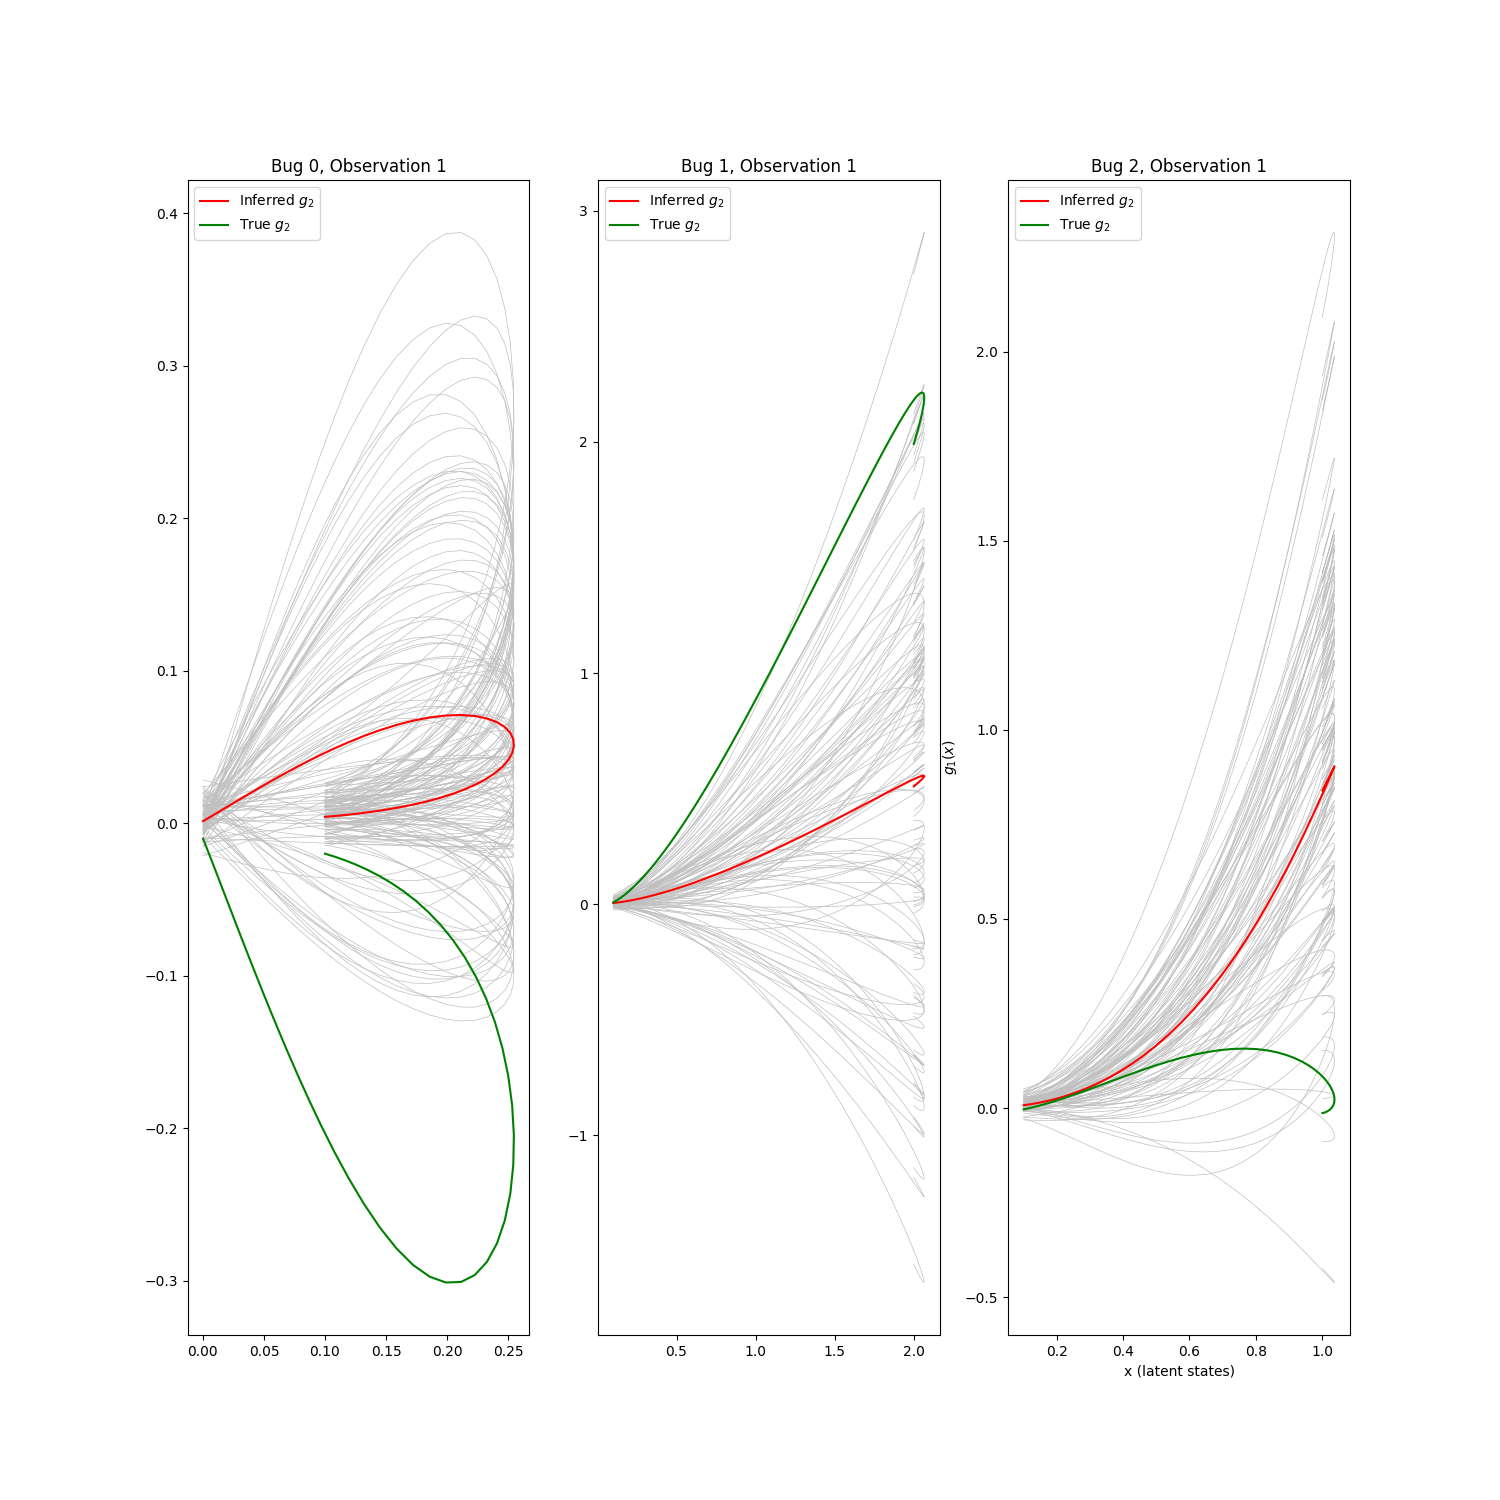 Bug 0, Observation 1
Inferred g₂
True g₂
0.4
0.3
0.2
0.1
0.0
−0.1
−0.2
−0.3
0.00 0.05 0.10 0.15 0.20 0.25
Bug 1, Observation 1
Inferred g₂
True g₂
3
2
1
0
−1
0.5 1.0 1.5 2.0
Bug 2, Observation 1
Inferred g₂
True g₂
g₁(x)
2.0
1.5
1.0
0.5
0.0
−0.5
0.2 0.4 0.6 0.8 1.0
x (latent states)